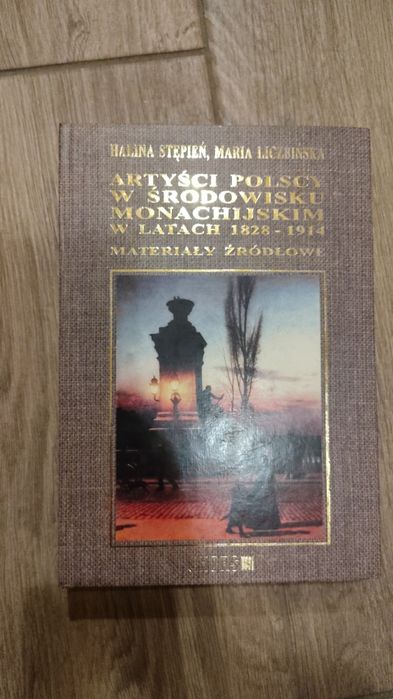 HALINA STĘPIEŃ, MARIA LICZBIŃSKA
ARTYŚCI POLSCY
W ŚRODOWISKU
MONACHIJSKIM
W LATACH 1828-1914
MATERIAŁY ŹRÓDŁOWE